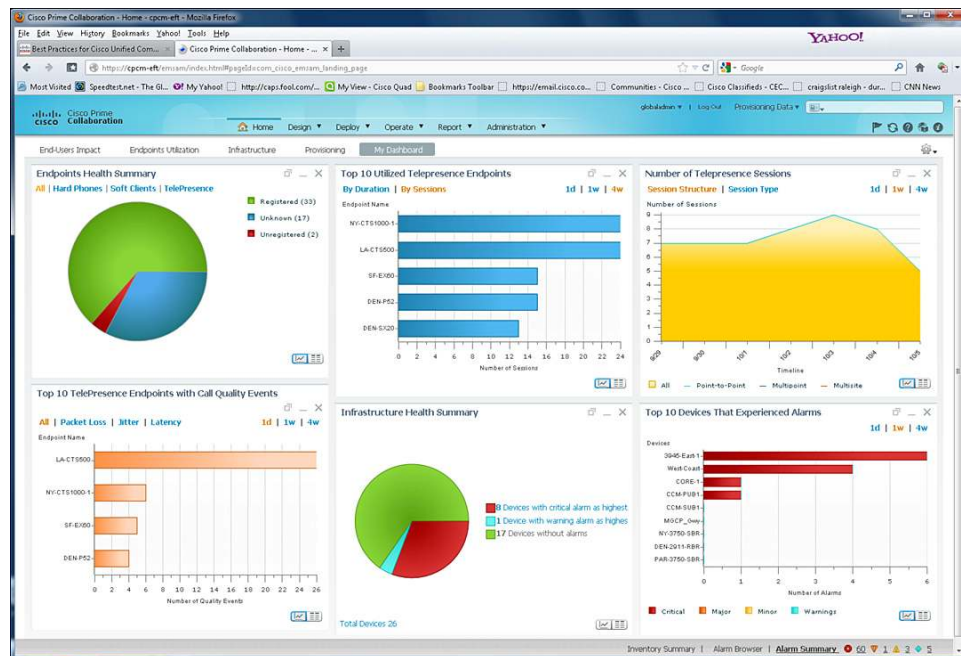 Cisco Prime Collaboration - Home - cpcm-eft - Mozilla Firefox
File Edit View History Bookmarks Yahoo! Tools Help
YAHOO!
Best Practices for Cisco Unified Com... × Cisco Prime Collaboration - Home - ... × +
https://cpcm-eft/emsam/index.html#pageId=com_cisco_emsam_landing_page
Google
Most Visited Speedtest.net - The Gl... My Yahoo! http://caps.fool.com/... My View - Cisco Quad Bookmarks Toolbar https://email.cisco.co... Communities - Cisco ... Cisco Classifieds - CEC... craigslist raleigh - dur... CNN News
cisco Cisco Prime Collaboration
globaladmin | Log Out Provisioning Data
Home Design Deploy Operate Report Administration
End-Users Impact Endpoints Utilization Infrastructure Provisioning My Dashboard
Endpoints Health Summary
All | Hard Phones | Soft Clients | TelePresence
Registered (33)
Unknown (17)
Unregistered (2)
Top 10 Utilized Telepresence Endpoints
By Duration | By Sessions 1d | 1w | 4w
Endpoint Name
NY-CTS1000-1
LA-CTS500
SF-EX60
DEN-P52
DEN-SX20
0 2 4 6 8 10 12 14 16 18 20 22 24
Number of Sessions
Number of Telepresence Sessions
Session Structure | Session Type 1d | 1w | 4w
Number of Sessions
9
8
7
6
5
4
3
2
1
0
9/29 9/30 10/1 10/2 10/3 10/4 10/5
Timeline
All Point-to-Point Multipoint Multisite
Top 10 TelePresence Endpoints with Call Quality Events
All | Packet Loss | Jitter | Latency 1d | 1w | 4w
Endpoint Name
LA-CTS500
NY-CTS1000-1
SF-EX60
DEN-P52
0 2 4 6 8 10 12 14 16 18 20 22 24 26
Number of Quality Events
Infrastructure Health Summary
8 Devices with critical alarm as highest
1 Device with warning alarm as highes
17 Devices without alarms
Total Devices 26
Top 10 Devices That Experienced Alarms
1d | 1w | 4w
Devices
3945-East-1
West-Coast
CORE-1
CCM-PUB1
CCM-SUB1
MGCP_Gwy
NY-3750-SBR
DEN-2911-RBR
PAR-3750-SBR
0 1 2 3 4 5 6
Number of Alarms
Critical Major Minor Warnings
Inventory Summary | Alarm Browser | Alarm Summary 60 1 3 5